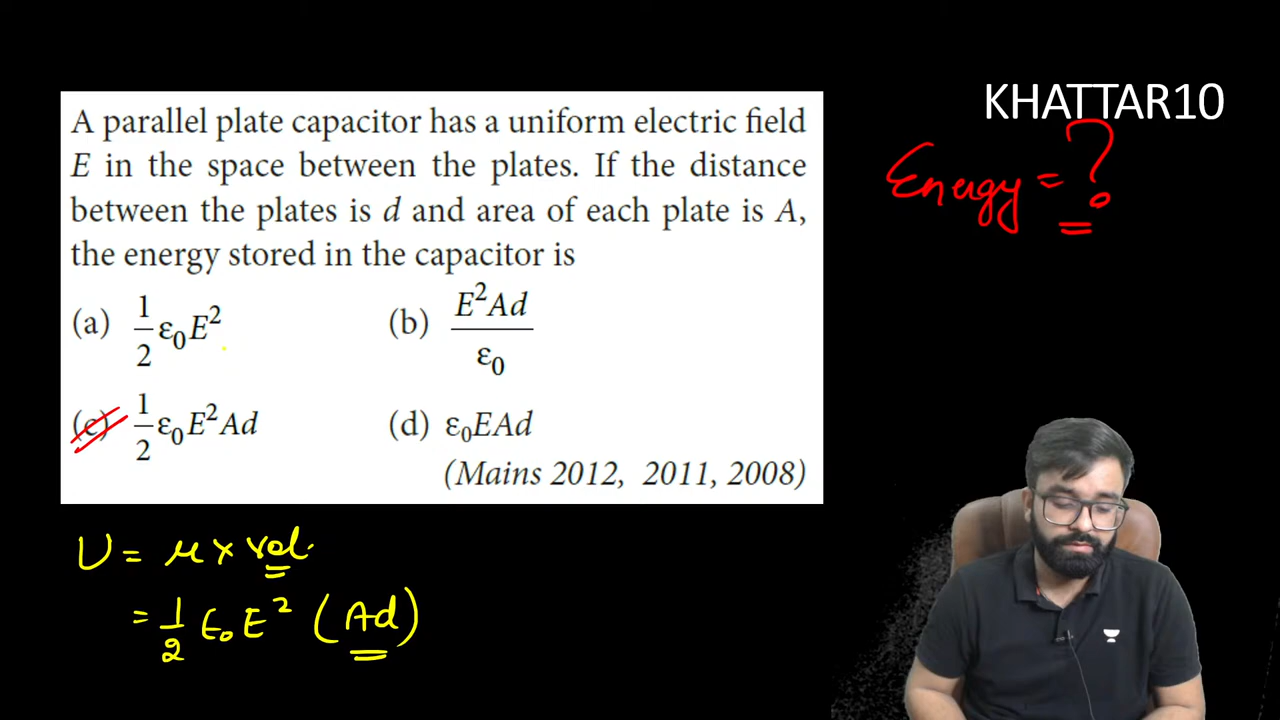 KHATTAR10
Energy = ?
A parallel plate capacitor has a uniform electric field
E in the space between the plates. If the distance
between the plates is d and area of each plate is A,
the energy stored in the capacitor is
(a) 1/2 ε₀E²
(b) E²Ad/ε₀
(c) 1/2 ε₀E²Ad
(d) ε₀EAd
(Mains 2012, 2011, 2008)
U = u × vol.
= 1/2 ε₀E² (Ad)